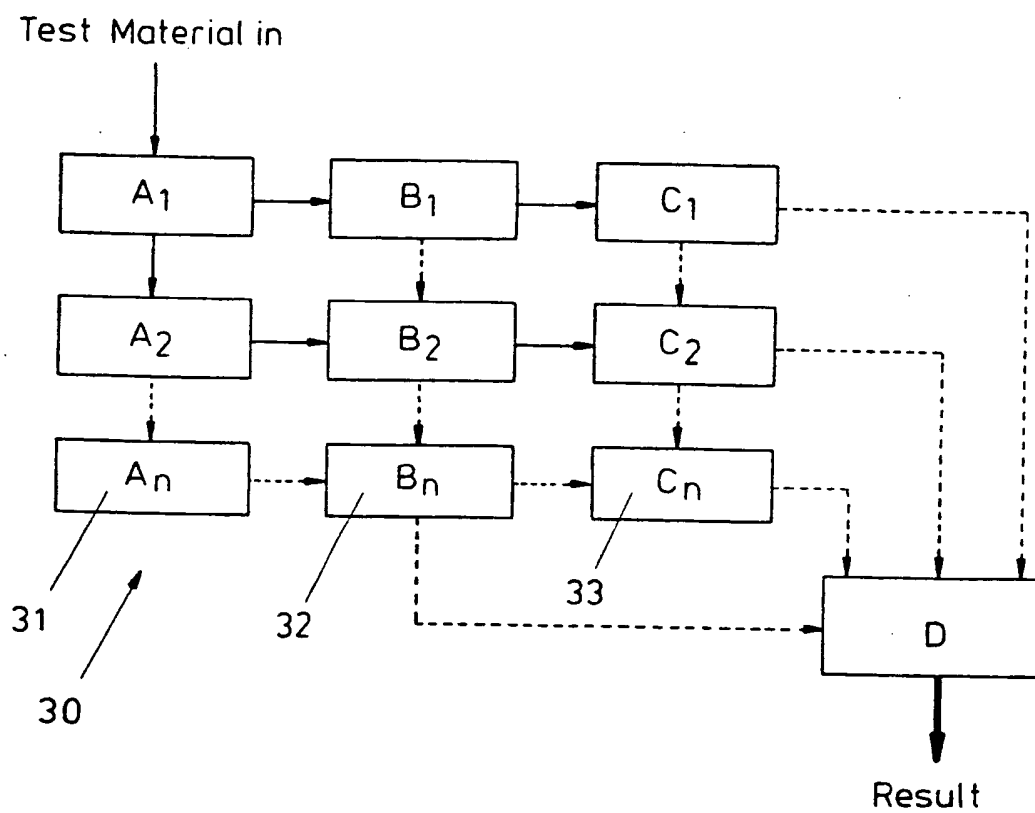 Test Material in
A1
B1
C1
A2
B2
C2
An
Bn
Cn
31
32
33
30
D
Result